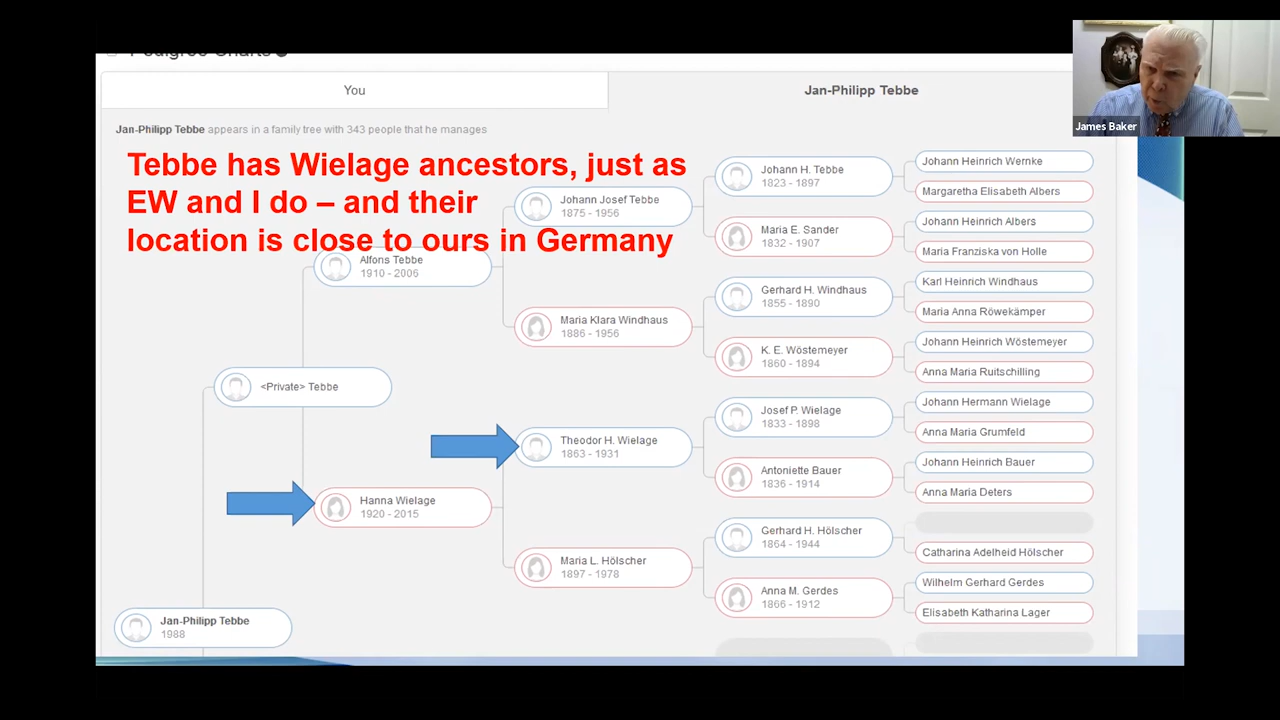 Pedigree Charts
You
Jan-Philipp Tebbe
Jan-Philipp Tebbe appears in a family tree with 343 people that he manages
Tebbe has Wielage ancestors, just as
EW and I do – and their
location is close to ours in Germany
James Baker
Jan-Philipp Tebbe
1988
<Private> Tebbe
Alfons Tebbe
1910 - 2006
Hanna Wielage
1920 - 2015
Johann Josef Tebbe
1875 - 1956
Maria Klara Windhaus
1886 - 1956
Theodor H. Wielage
1863 - 1931
Maria L. Hölscher
1897 - 1978
Johann H. Tebbe
1823 - 1897
Maria E. Sander
1832 - 1907
Gerhard H. Windhaus
1855 - 1890
K. E. Wöstemeyer
1860 - 1894
Josef P. Wielage
1833 - 1898
Antoniette Bauer
1836 - 1914
Gerhard H. Hölscher
1864 - 1944
Anna M. Gerdes
1866 - 1912
Johann Heinrich Wernke
Margaretha Elisabeth Albers
Johann Heinrich Albers
Maria Franziska von Holle
Karl Heinrich Windhaus
Maria Anna Röwekämper
Johann Heinrich Wöstemeyer
Anna Maria Ruitschilling
Johann Hermann Wielage
Anna Maria Grumfeld
Johann Heinrich Bauer
Anna Maria Deters
Catharina Adelheid Hölscher
Wilhelm Gerhard Gerdes
Elisabeth Katharina Lager